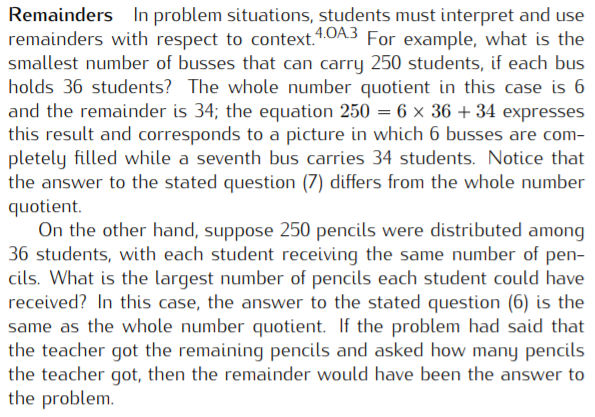 Remainders In problem situations, students must interpret and use
remainders with respect to context.4.OA.3 For example, what is the
smallest number of busses that can carry 250 students, if each bus
holds 36 students? The whole number quotient in this case is 6
and the remainder is 34; the equation 250 = 6 × 36 + 34 expresses
this result and corresponds to a picture in which 6 busses are com-
pletely filled while a seventh bus carries 34 students. Notice that
the answer to the stated question (7) differs from the whole number
quotient.
On the other hand, suppose 250 pencils were distributed among
36 students, with each student receiving the same number of pen-
cils. What is the largest number of pencils each student could have
received? In this case, the answer to the stated question (6) is the
same as the whole number quotient. If the problem had said that
the teacher got the remaining pencils and asked how many pencils
the teacher got, then the remainder would have been the answer to
the problem.